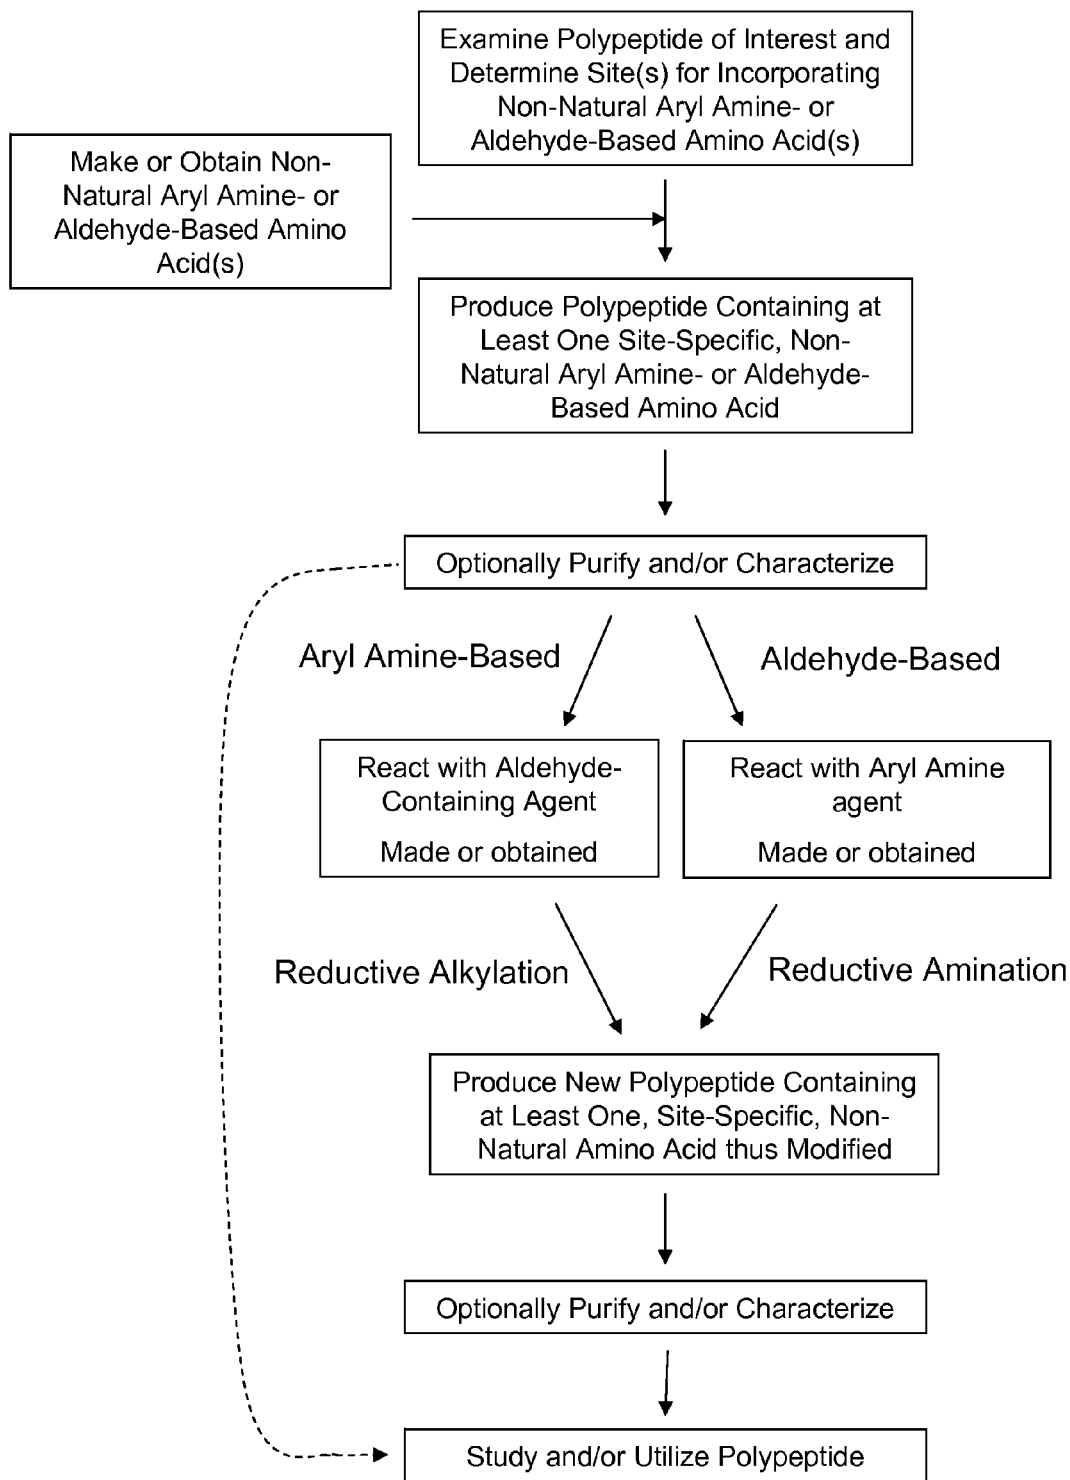 Examine Polypeptide of Interest and
Determine Site(s) for Incorporating
Non-Natural Aryl Amine- or
Aldehyde-Based Amino Acid(s)
Make or Obtain Non-
Natural Aryl Amine- or
Aldehyde-Based Amino
Acid(s)
Produce Polypeptide Containing at
Least One Site-Specific, Non-
Natural Aryl Amine- or Aldehyde-
Based Amino Acid
Optionally Purify and/or Characterize
Aryl Amine-Based
Aldehyde-Based
React with Aldehyde-
Containing Agent
Made or obtained
React with Aryl Amine
agent
Made or obtained
Reductive Alkylation
Reductive Amination
Produce New Polypeptide Containing
at Least One, Site-Specific, Non-
Natural Amino Acid thus Modified
Optionally Purify and/or Characterize
Study and/or Utilize Polypeptide